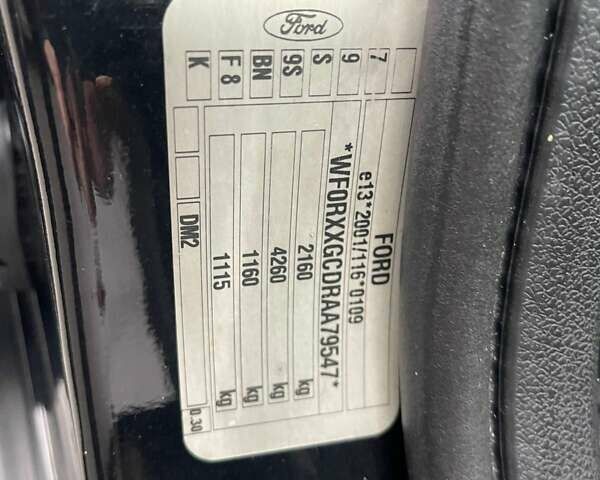 Ford
FORD
e13*2001/116*0109
*WF0RXXGCDRAA79547*
2160 kg
4260 kg
1160 kg
1115 kg
DM2
0.30
7
9
S
9S
BN
F 8
K